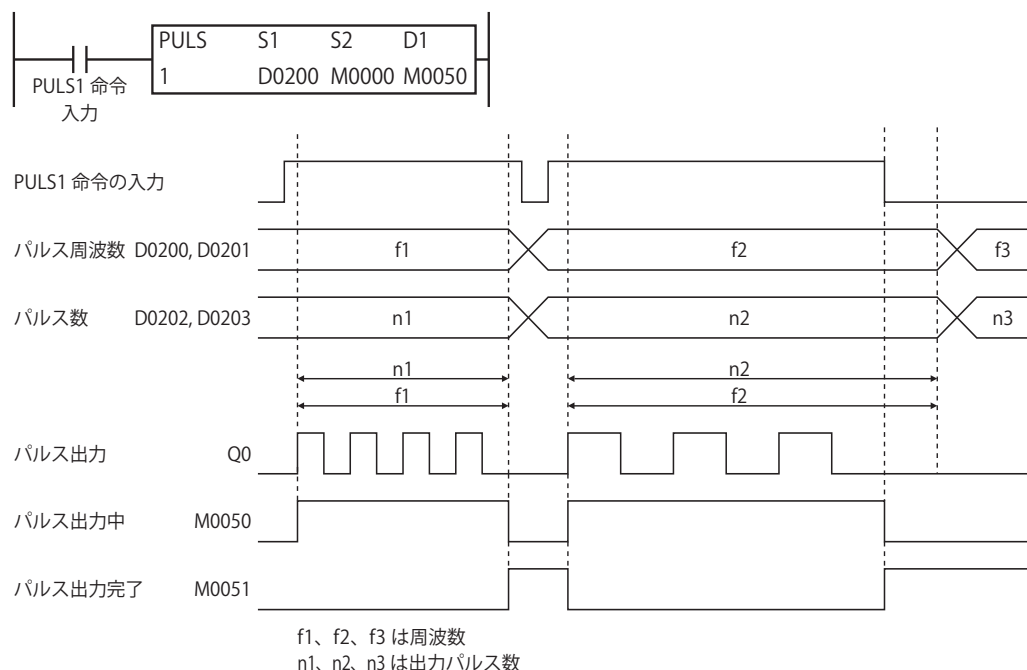 PULS S1 S2 D1
1 D0200 M0000 M0050
PULS1 命令
入力
PULS1 命令の入力
パルス周波数 D0200, D0201 f1 f2 f3
パルス数 D0202, D0203 n1 n2 n3
n1 n2
f1 f2
パルス出力 Q0
パルス出力中 M0050
パルス出力完了 M0051
f1、f2、f3 は周波数
n1、n2、n3 は出力パルス数